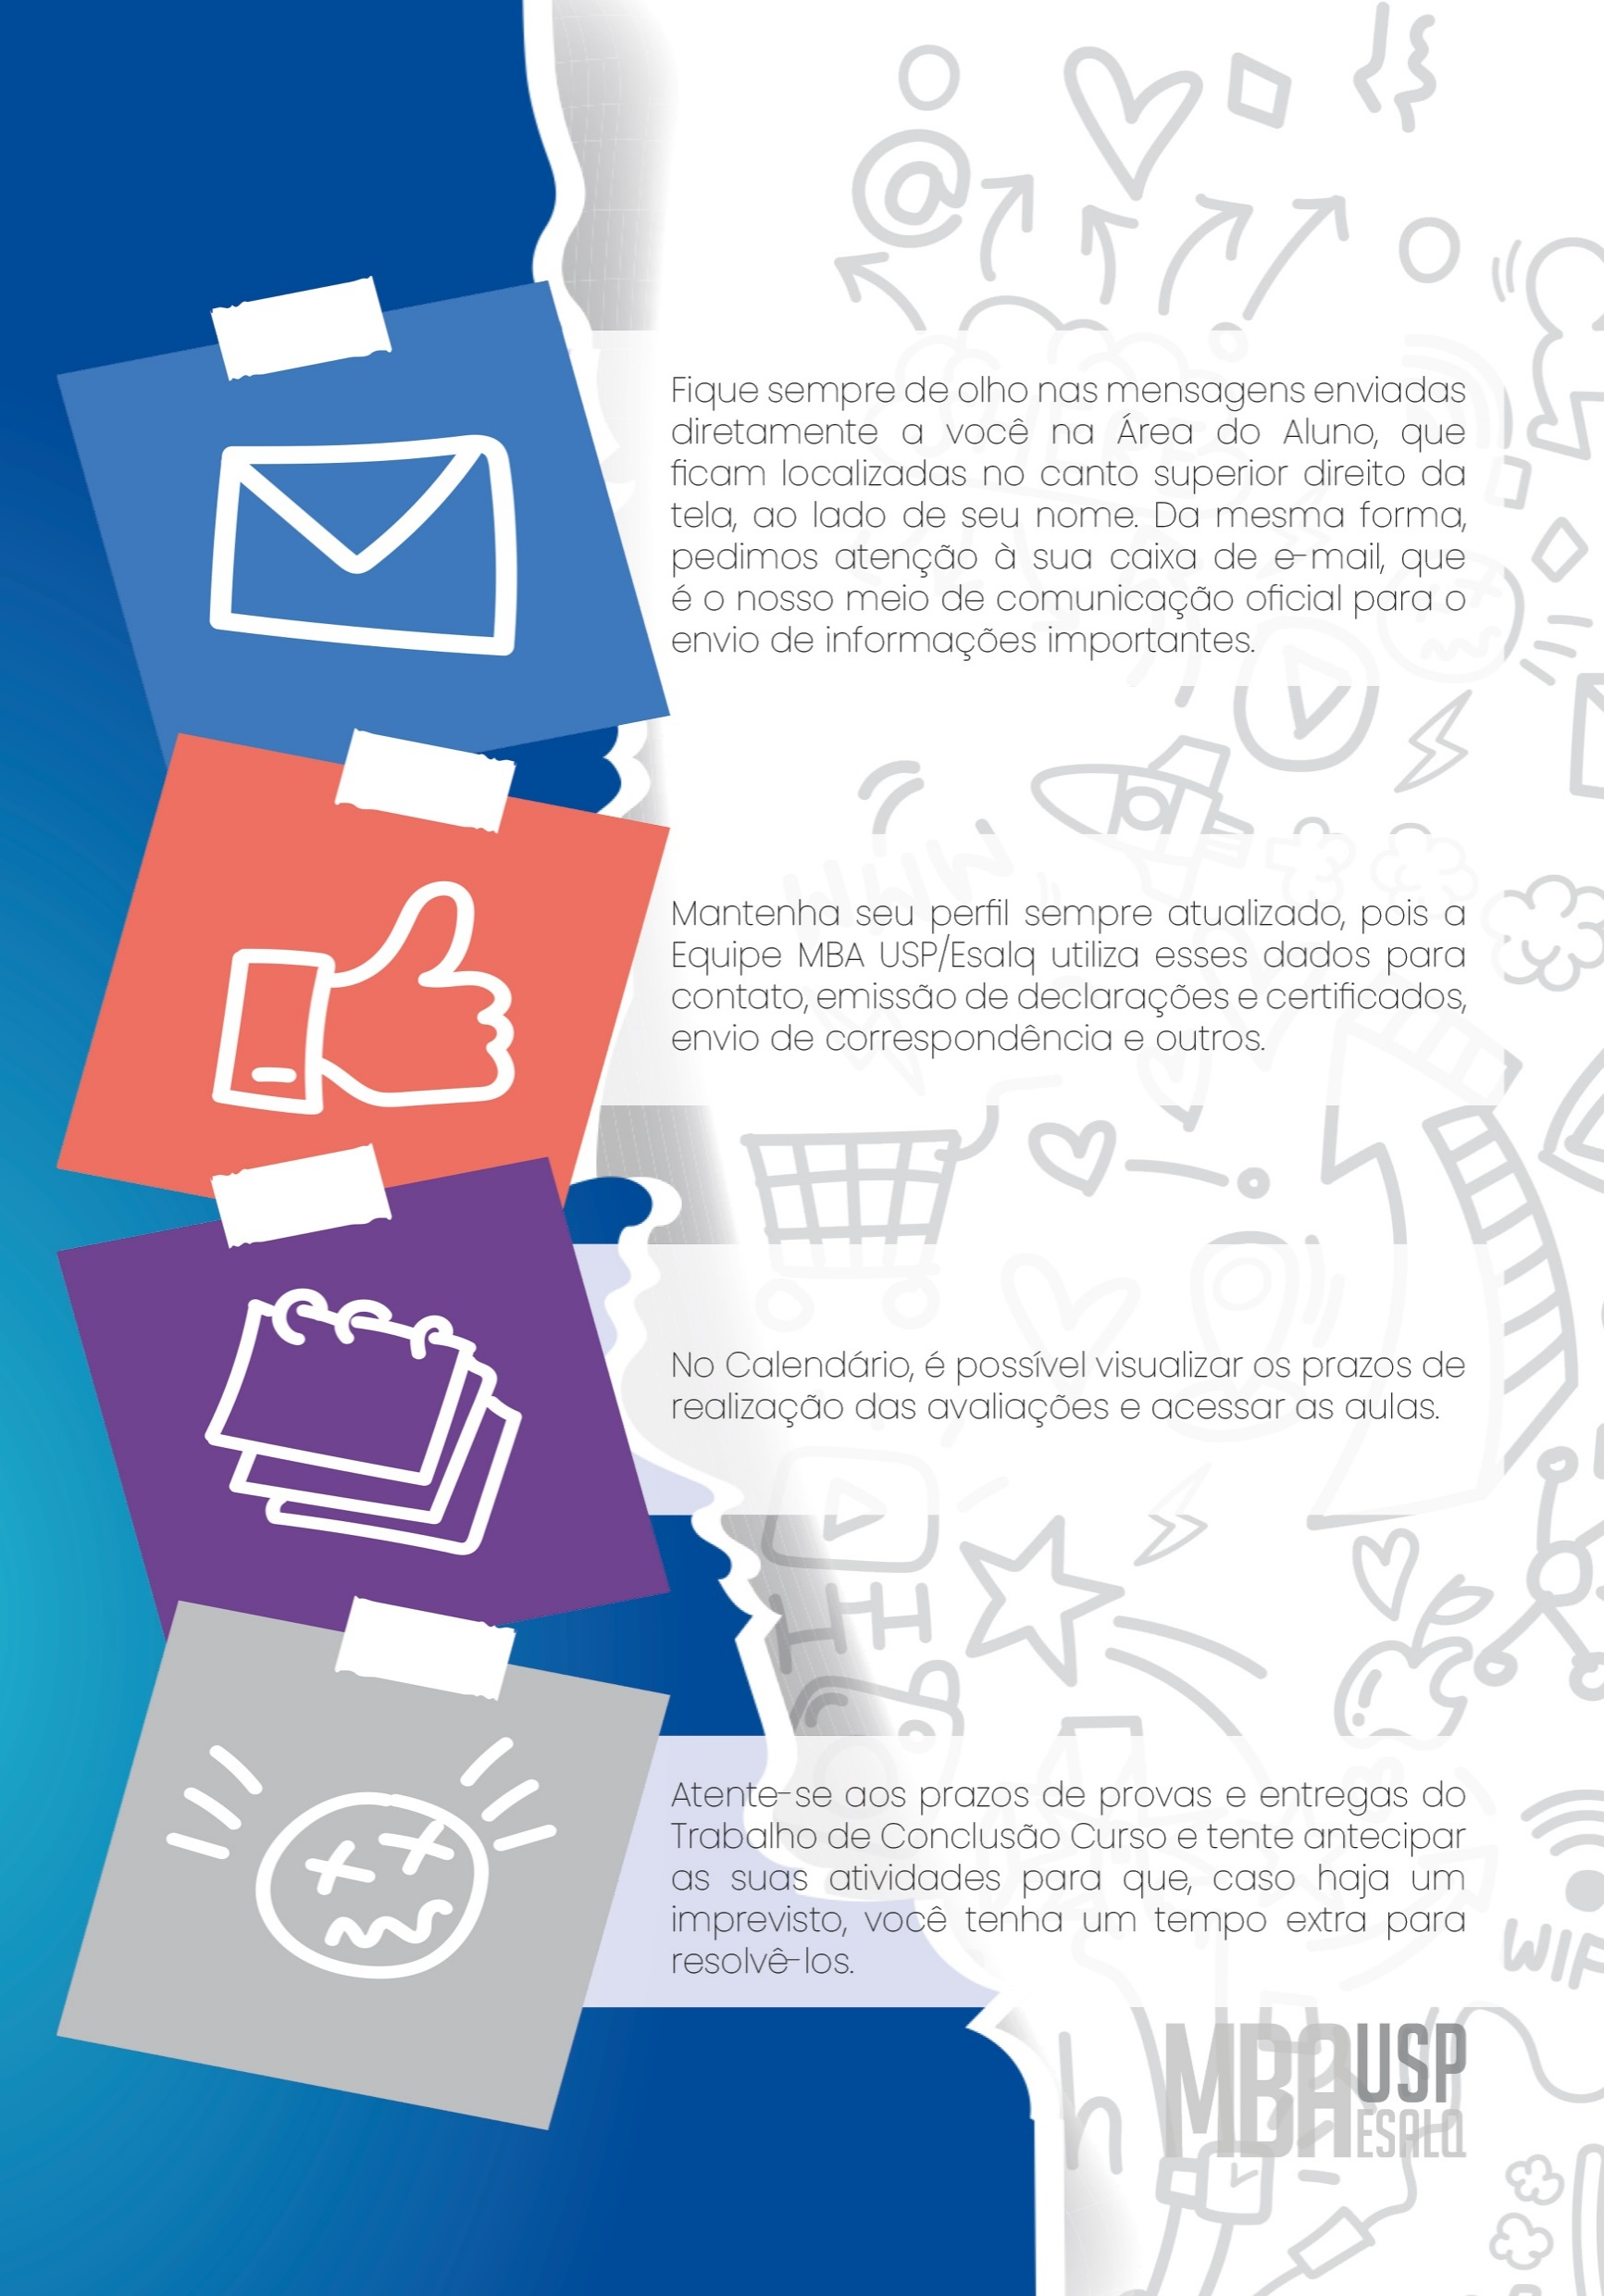 Fique sempre de olho nas mensagens enviadas
diretamente a você na Área do Aluno, que
ficam localizadas no canto superior direito da
tela, ao lado de seu nome. Da mesma forma,
pedimos atenção à sua caixa de e-mail, que
é o nosso meio de comunicação oficial para o
envio de informações importantes.
Mantenha seu perfil sempre atualizado, pois a
Equipe MBA USP/Esalq utiliza esses dados para
contato, emissão de declarações e certificados,
envio de correspondência e outros.
No Calendário, é possível visualizar os prazos de
realização das avaliações e acessar as aulas.
Atente-se aos prazos de provas e entregas do
Trabalho de Conclusão Curso e tente antecipar
as suas atividades para que, caso haja um
imprevisto, você tenha um tempo extra para
resolvê-los.
MBA USP
ESALQ